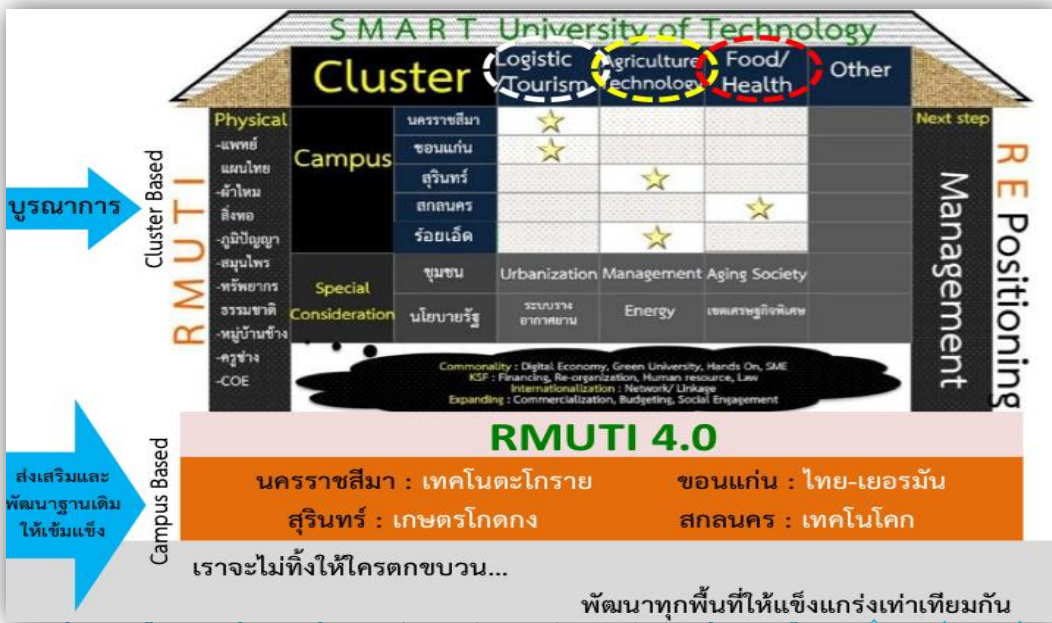 SMART University of Technology
Cluster
Logistic /Tourism
Agriculture Technology
Food/ Health
Other
Physical
-แพทย์
แผนไทย
-ผ้าไหม
สิ่งทอ
-ภูมิปัญญา
-สมุนไพร
-ทรัพยากร
ธรรมชาติ
-หมู่บ้านช้าง
-ครูช่าง
-COE
Campus
นครราชสีมา
ขอนแก่น
สุรินทร์
สกลนคร
ร้อยเอ็ด
Special
Consideration
ชุมชน
Urbanization
Management
Aging Society
นโยบายรัฐ
ระบบราง
อากาศยาน
Energy
เขตเศรษฐกิจพิเศษ
Next step
Management
RE Positioning
บูรณาการ
Cluster Based
RMUTI
Commonality : Digital Economy, Green University, Hands On, SME
KSF : Financing, Re-organization, Human resource, Law
Internationalization : Network/ Linkage
Expanding : Commercialization, Budgeting, Social Engagement
RMUTI 4.0
ส่งเสริมและ
พัฒนาฐานเดิม
ให้เข้มแข็ง
Campus Based
นครราชสีมา : เทคโนตะโกราย
ขอนแก่น : ไทย-เยอรมัน
สุรินทร์ : เกษตรโกดกง
สกลนคร : เทคโนโคก
เราจะไม่ทิ้งให้ใครตกขบวน...
พัฒนาทุกพื้นที่ให้แข็งแกร่งเท่าเทียมกัน